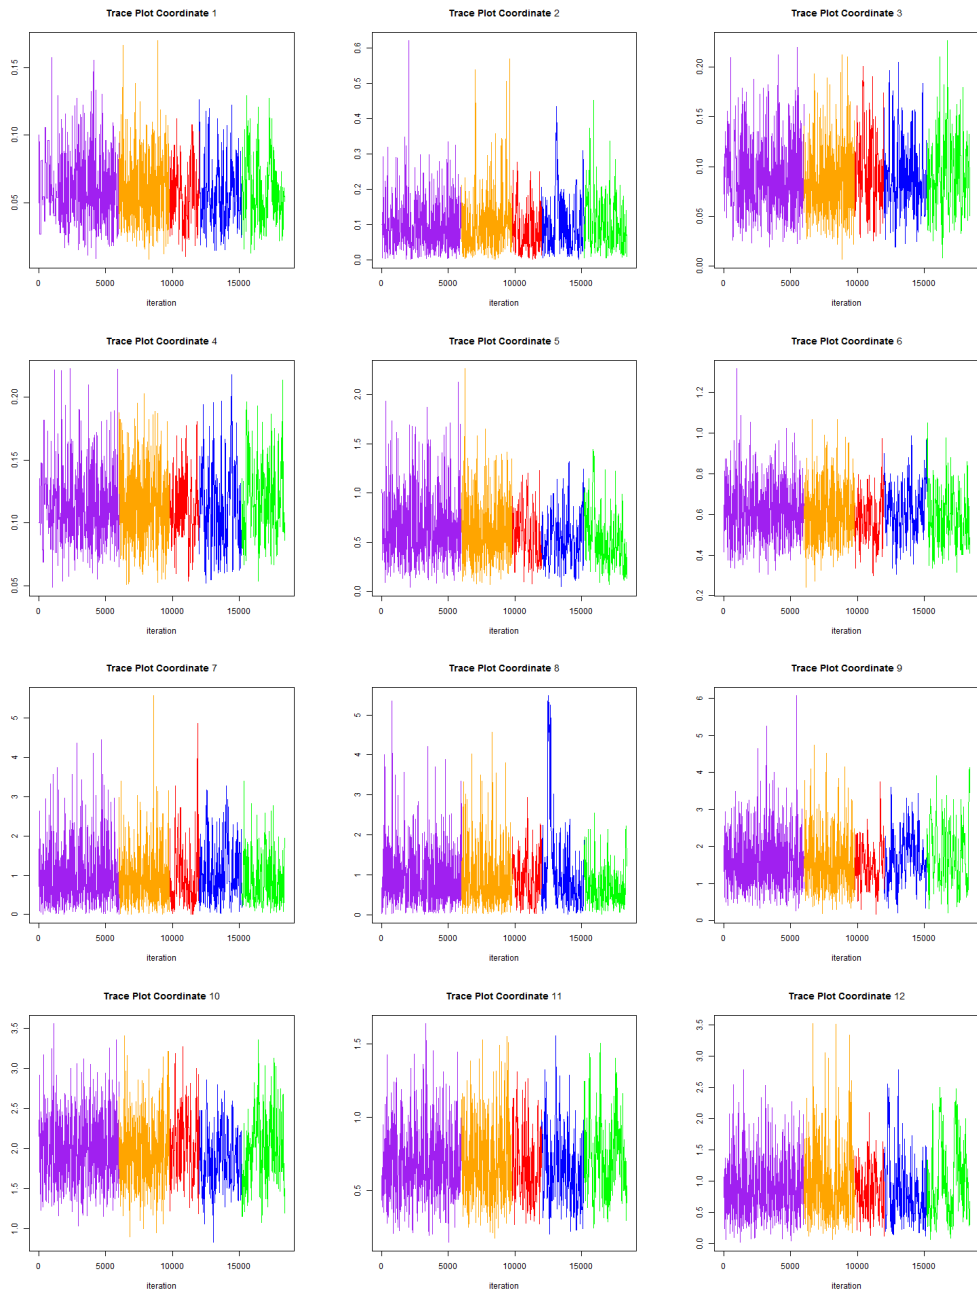 Trace Plot Coordinate 1
0.05 0.10 0.15
0 5000 10000 15000
iteration
Trace Plot Coordinate 2
0.0 0.1 0.2 0.3 0.4 0.5 0.6
0 5000 10000 15000
iteration
Trace Plot Coordinate 3
0.00 0.05 0.10 0.15 0.20
0 5000 10000 15000
iteration
Trace Plot Coordinate 4
0.05 0.10 0.15 0.20
0 5000 10000 15000
iteration
Trace Plot Coordinate 5
0.0 0.5 1.0 1.5 2.0
0 5000 10000 15000
iteration
Trace Plot Coordinate 6
0.2 0.4 0.6 0.8 1.0 1.2
0 5000 10000 15000
iteration
Trace Plot Coordinate 7
0 1 2 3 4 5
0 5000 10000 15000
iteration
Trace Plot Coordinate 8
0 1 2 3 4 5
0 5000 10000 15000
iteration
Trace Plot Coordinate 9
0 1 2 3 4 5 6
0 5000 10000 15000
iteration
Trace Plot Coordinate 10
1.0 1.5 2.0 2.5 3.0 3.5
0 5000 10000 15000
iteration
Trace Plot Coordinate 11
0.5 1.0 1.5
0 5000 10000 15000
iteration
Trace Plot Coordinate 12
0.0 0.5 1.0 1.5 2.0 2.5 3.0 3.5
0 5000 10000 15000
iteration